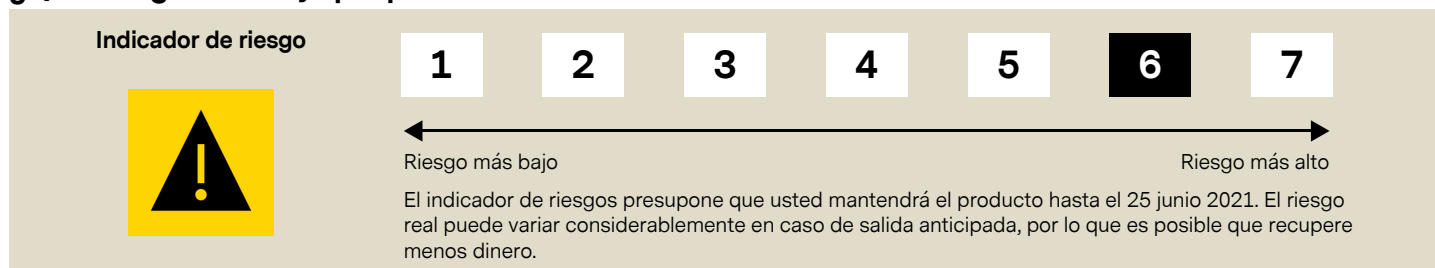 Indicador de riesgo
1 2 3 4 5 6 7
Riesgo más bajo Riesgo más alto
El indicador de riesgos presupone que usted mantendrá el producto hasta el 25 junio 2021. El riesgo
real puede variar considerablemente en caso de salida anticipada, por lo que es posible que recupere
menos dinero.